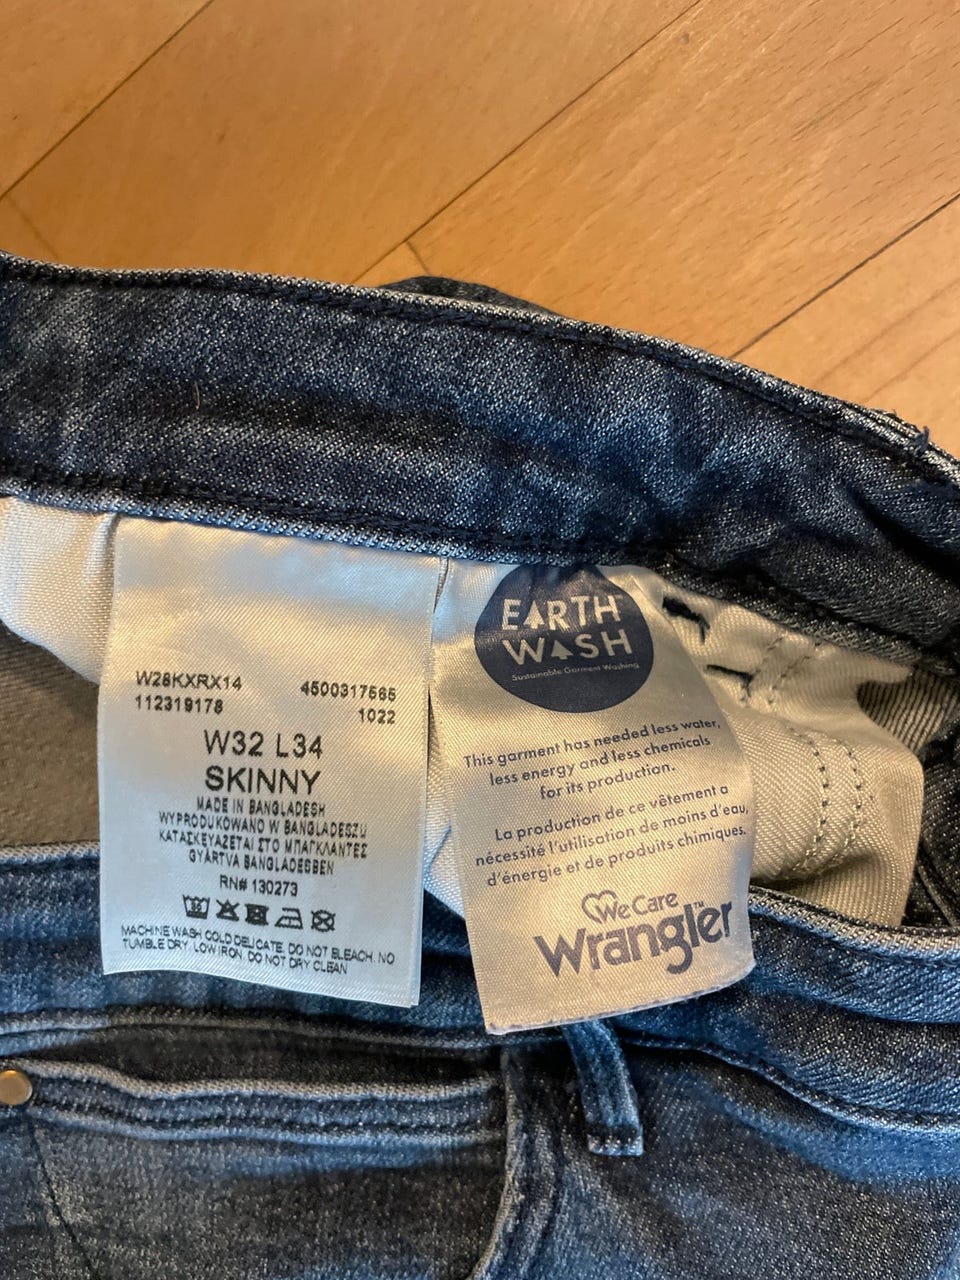 W28KXRX14 4500317565
112319178 1022
W32 L34
SKINNY
MADE IN BANGLADESH
WYPRODUKOWANO W BANGLADESZU
ΚΑΤΑΣΚΕΥΑΖΕΤΑΙ ΣΤΟ ΜΠΑΓΚΛΑΝΤΕΣ
GYÁRTVA BANGLADESBEN
RN# 130273
MACHINE WASH COLD DELICATE. DO NOT BLEACH. NO
TUMBLE DRY. LOW IRON. DO NOT DRY CLEAN
EARTH
WASH
Sustainable Garment Washing
This garment has needed less water,
less energy and less chemicals
for its production.
La production de ce vêtement a
nécessité l'utilisation de moins d'eau,
d'énergie et de produits chimiques.
We Care
Wrangler